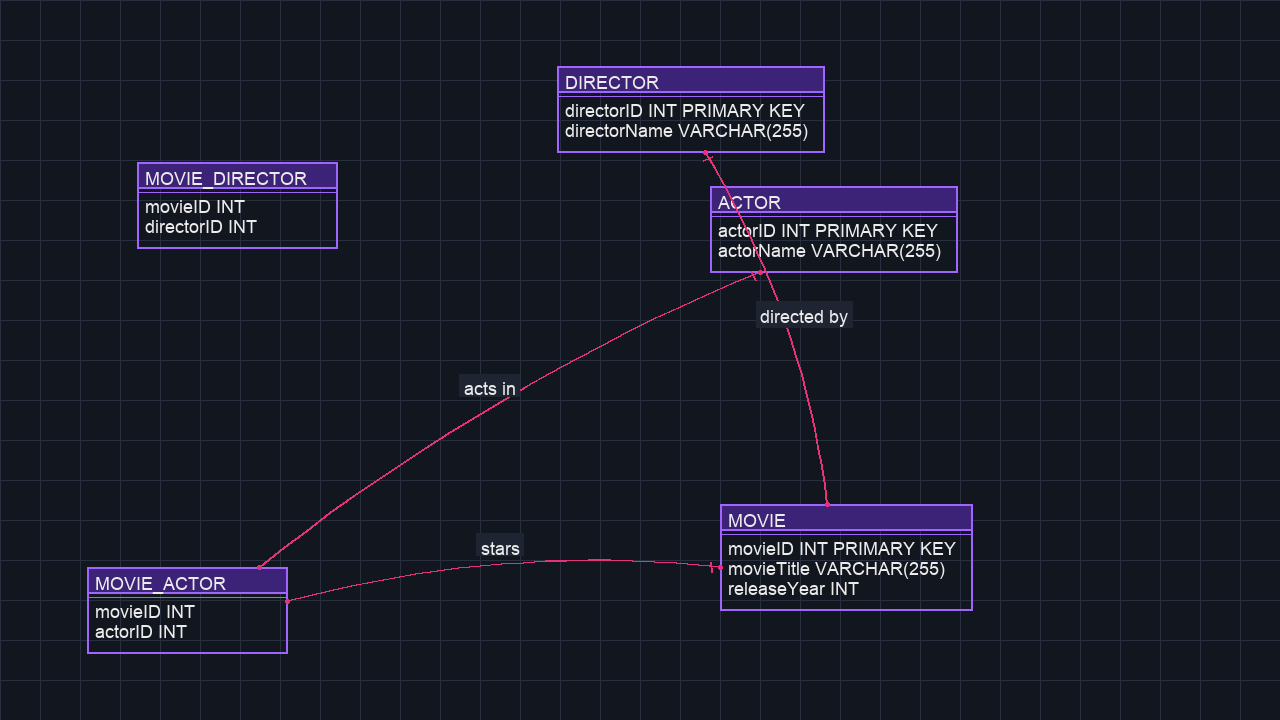 DIRECTOR
directorID INT PRIMARY KEY
directorName VARCHAR(255)
MOVIE_DIRECTOR
movieID INT
directorID INT
ACTOR
actorID INT PRIMARY KEY
actorName VARCHAR(255)
directed by
acts in
stars
MOVIE
movieID INT PRIMARY KEY
movieTitle VARCHAR(255)
releaseYear INT
MOVIE_ACTOR
movieID INT
actorID INT